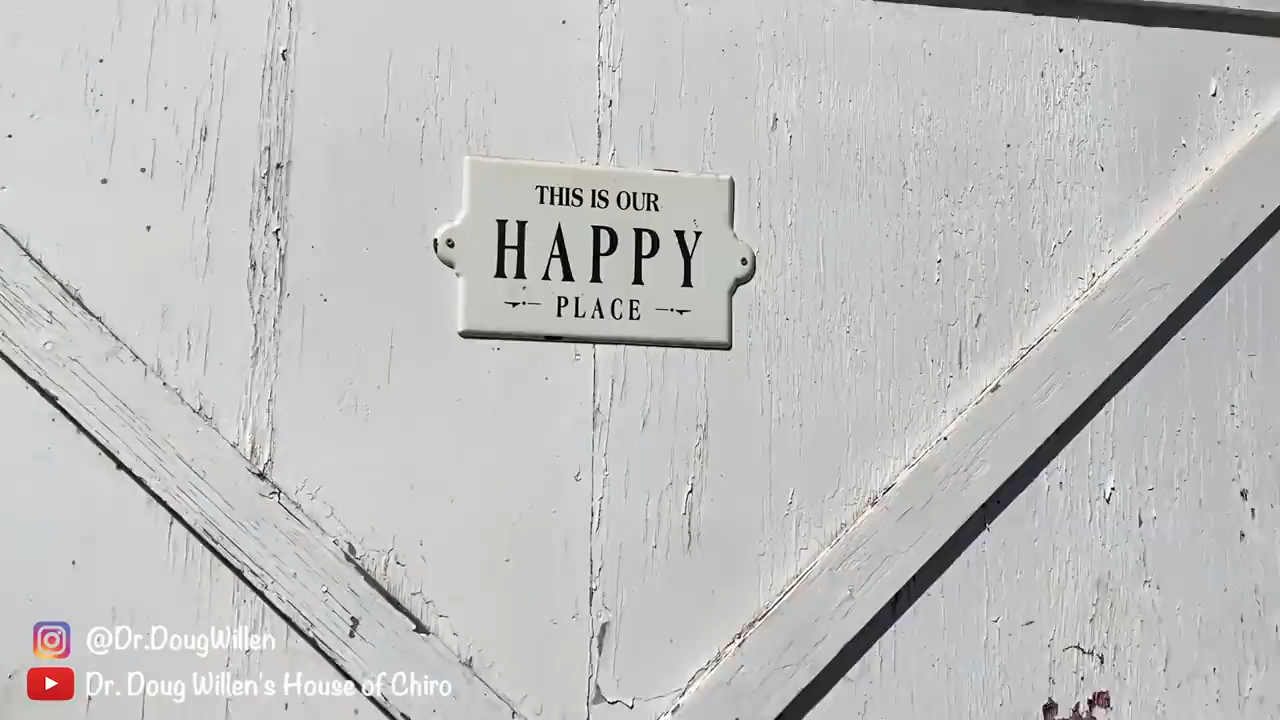 THIS IS OUR
HAPPY
PLACE
@Dr.DougWillen
Dr. Doug Willen's House of Chiro